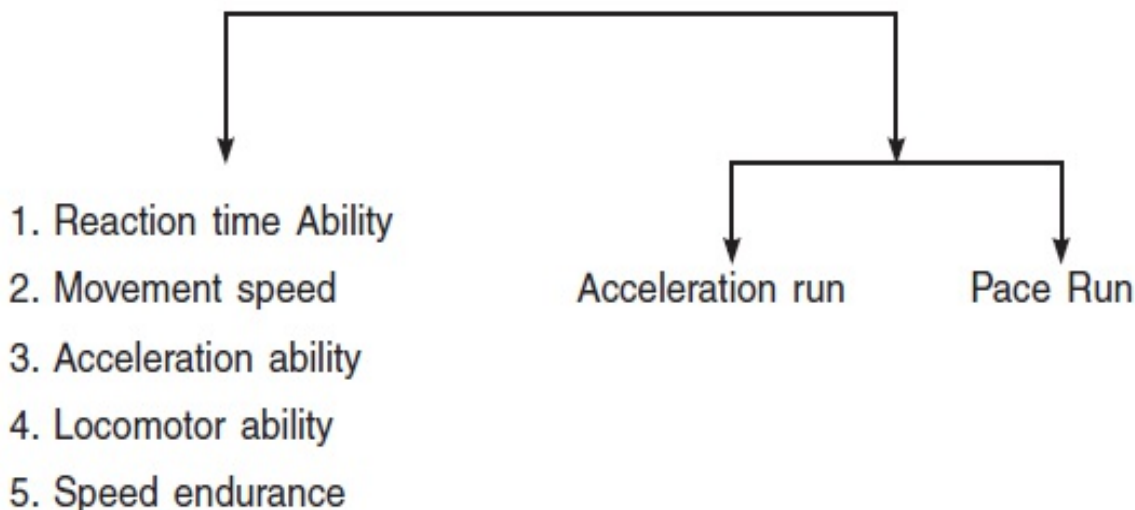 1. Reaction time Ability
2. Movement speed
3. Acceleration ability
4. Locomotor ability
5. Speed endurance
Acceleration run
Pace Run